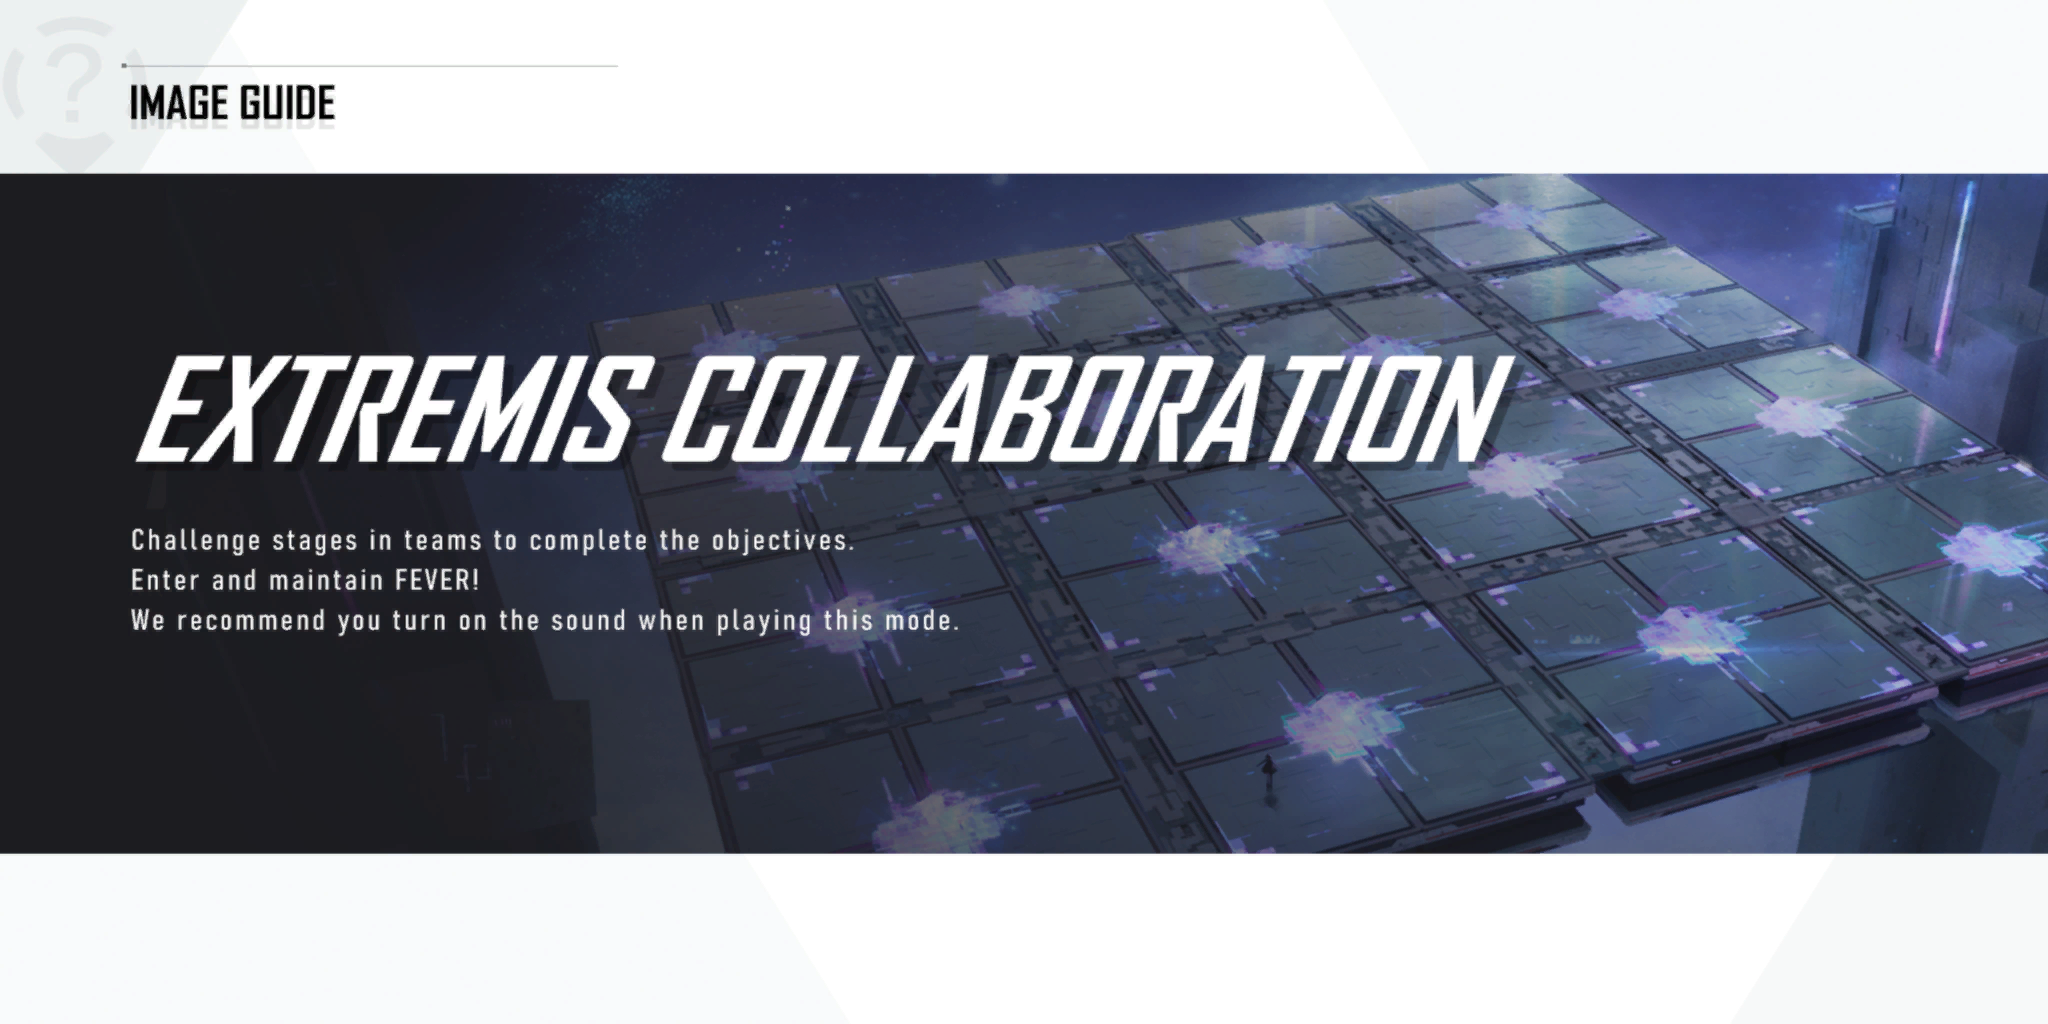 IMAGE GUIDE
EXTREMIS COLLABORATION
Challenge stages in teams to complete the objectives.
Enter and maintain FEVER!
We recommend you turn on the sound when playing this mode.